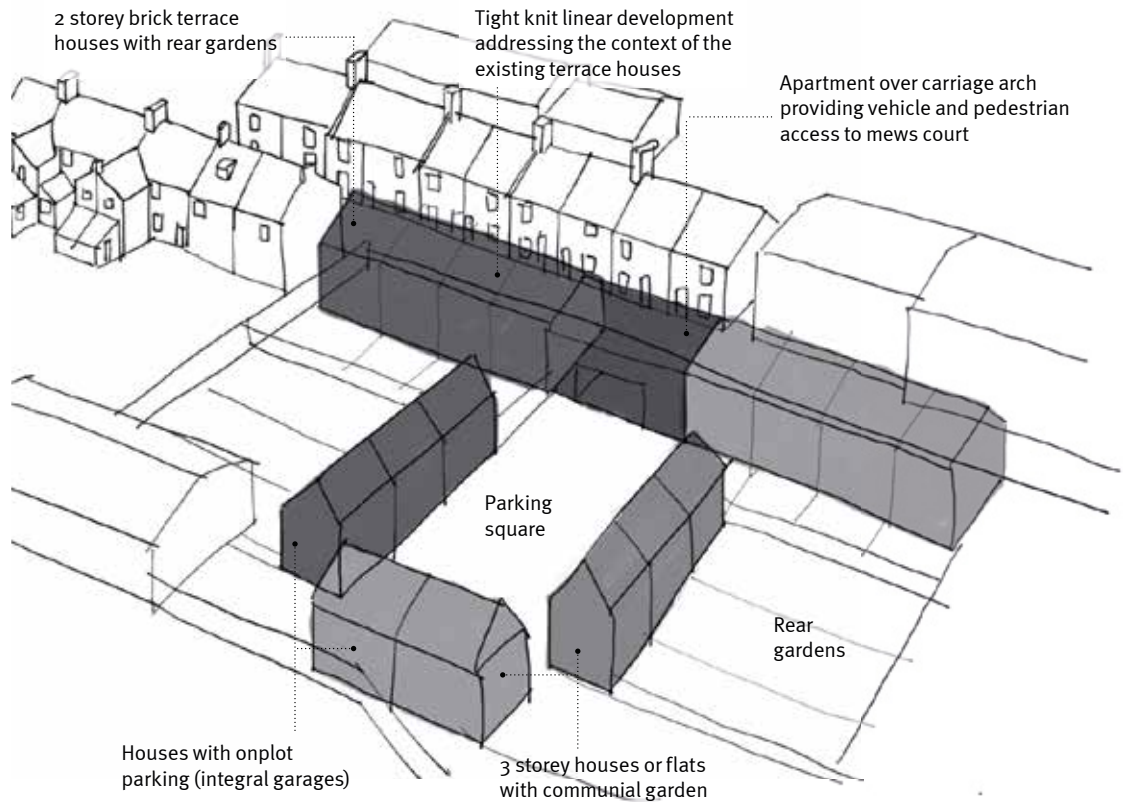 2 storey brick terrace
houses with rear gardens
Tight knit linear development
addressing the context of the
existing terrace houses
Apartment over carriage arch
providing vehicle and pedestrian
access to mews court
Parking
square
Rear
gardens
Houses with onplot
parking (integral garages)
3 storey houses or flats
with communial garden